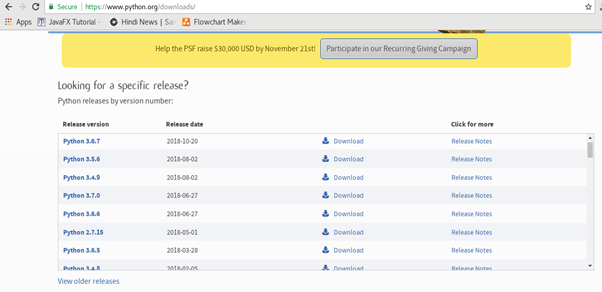 Secure https://www.python.org/downloads/
Apps JavaFX Tutorial - Hindi News | Flowchart Maker
Help the PSF raise $30,000 USD by November 21st! Participate in our Recurring Giving Campaign
Looking for a specific release?
Python releases by version number:
Release version Release date Click for more
Python 3.6.7 2018-10-20 Download Release Notes
Python 3.5.6 2018-08-02 Download Release Notes
Python 3.4.9 2018-08-02 Download Release Notes
Python 3.7.0 2018-06-27 Download Release Notes
Python 3.6.6 2018-06-27 Download Release Notes
Python 2.7.15 2018-05-01 Download Release Notes
Python 3.6.5 2018-03-28 Download Release Notes
Python 3.4.8 2018-02-05 Download Release Notes
View older releases